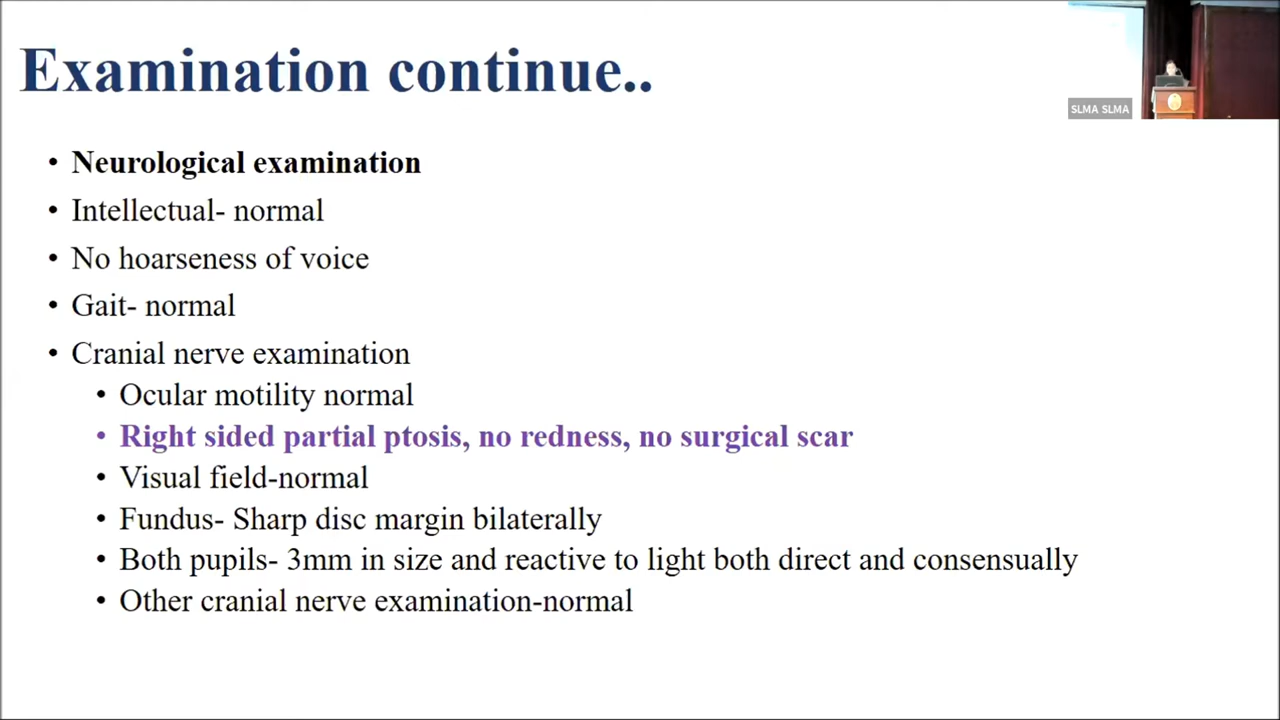 Examination continue..
SLMA SLMA
• Neurological examination
• Intellectual- normal
• No hoarseness of voice
• Gait- normal
• Cranial nerve examination
• Ocular motility normal
• Right sided partial ptosis, no redness, no surgical scar
• Visual field-normal
• Fundus- Sharp disc margin bilaterally
• Both pupils- 3mm in size and reactive to light both direct and consensually
• Other cranial nerve examination-normal